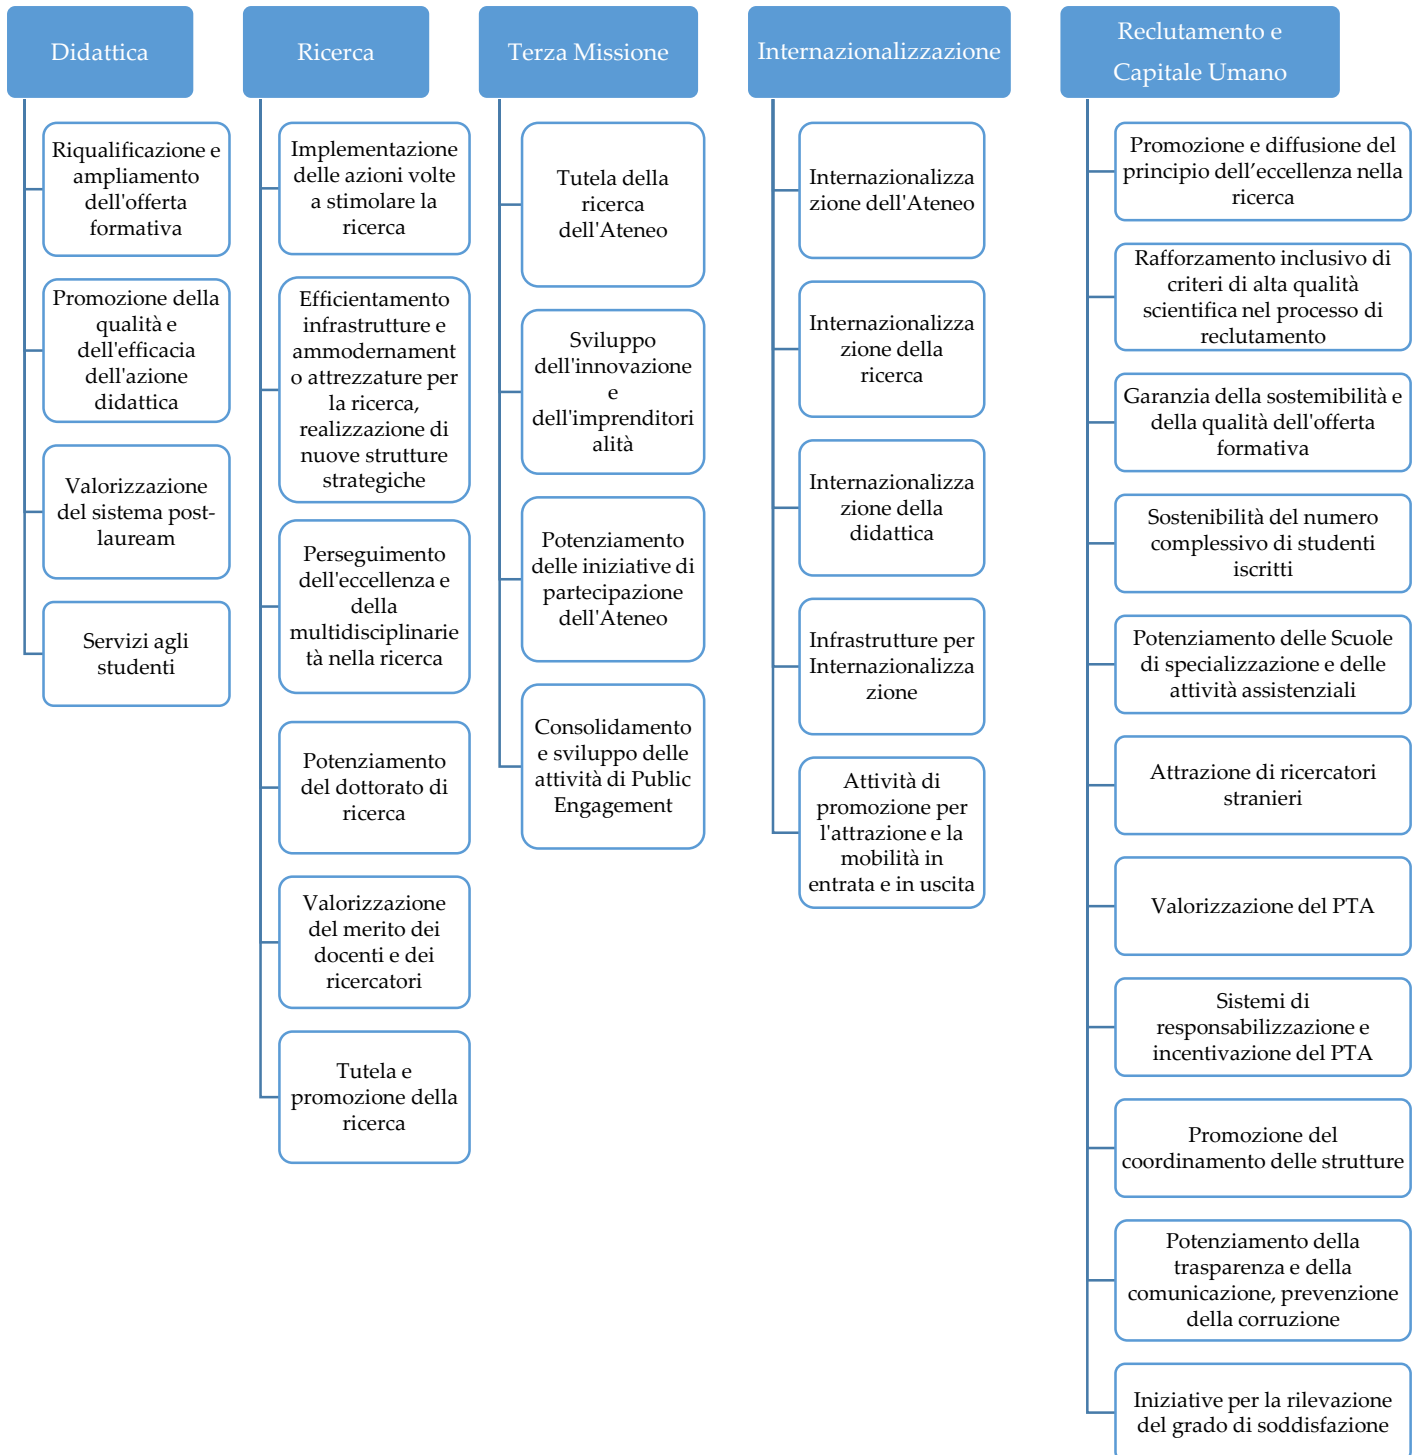 Didattica
Riqualificazione e
ampliamento
dell'offerta
formativa
Promozione della
qualità e
dell'efficacia
dell'azione
didattica
Valorizzazione
del sistema post-
lauream
Servizi agli
studenti
Ricerca
Implementazione
delle azioni volte
a stimolare la
ricerca
Efficientamento
infrastrutture e
ammodernament
o attrezzature per
la ricerca,
realizzazione di
nuove strutture
strategiche
Perseguimento
dell'eccellenza e
della
multidisciplinarie
tà nella ricerca
Potenziamento
del dottorato di
ricerca
Valorizzazione
del merito dei
docenti e dei
ricercatori
Tutela e
promozione della
ricerca
Terza Missione
Tutela della
ricerca
dell'Ateneo
Sviluppo
dell'innovazione
e
dell'imprenditori
alità
Potenziamento
delle iniziative di
partecipazione
dell'Ateneo
Consolidamento
e sviluppo delle
attività di Public
Engagement
Internazionalizzazione
Internazionalizza
zione dell'Ateneo
Internazionalizza
zione della
ricerca
Internazionalizza
zione della
didattica
Infrastrutture per
Internazionalizza
zione
Attività di
promozione per
l'attrazione e la
mobilità in
entrata e in uscita
Reclutamento e
Capitale Umano
Promozione e diffusione del
principio dell’eccellenza nella
ricerca
Rafforzamento inclusivo di
criteri di alta qualità
scientifica nel processo di
reclutamento
Garanzia della sostemibilità e
della qualità dell'offerta
formativa
Sostenibilità del numero
complessivo di studenti
iscritti
Potenziamento delle Scuole
di specializzazione e delle
attività assistenziali
Attrazione di ricercatori
stranieri
Valorizzazione del PTA
Sistemi di
responsabilizzazione e
incentivazione del PTA
Promozione del
coordinamento delle strutture
Potenziamento della
trasparenza e della
comunicazione, prevenzione
della corruzione
Iniziative per la rilevazione
del grado di soddisfazione